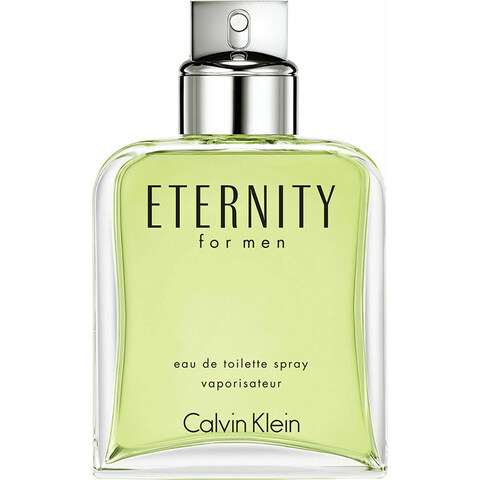 ETERNITY
for men
eau de toilette spray
vaporisateur
Calvin Klein